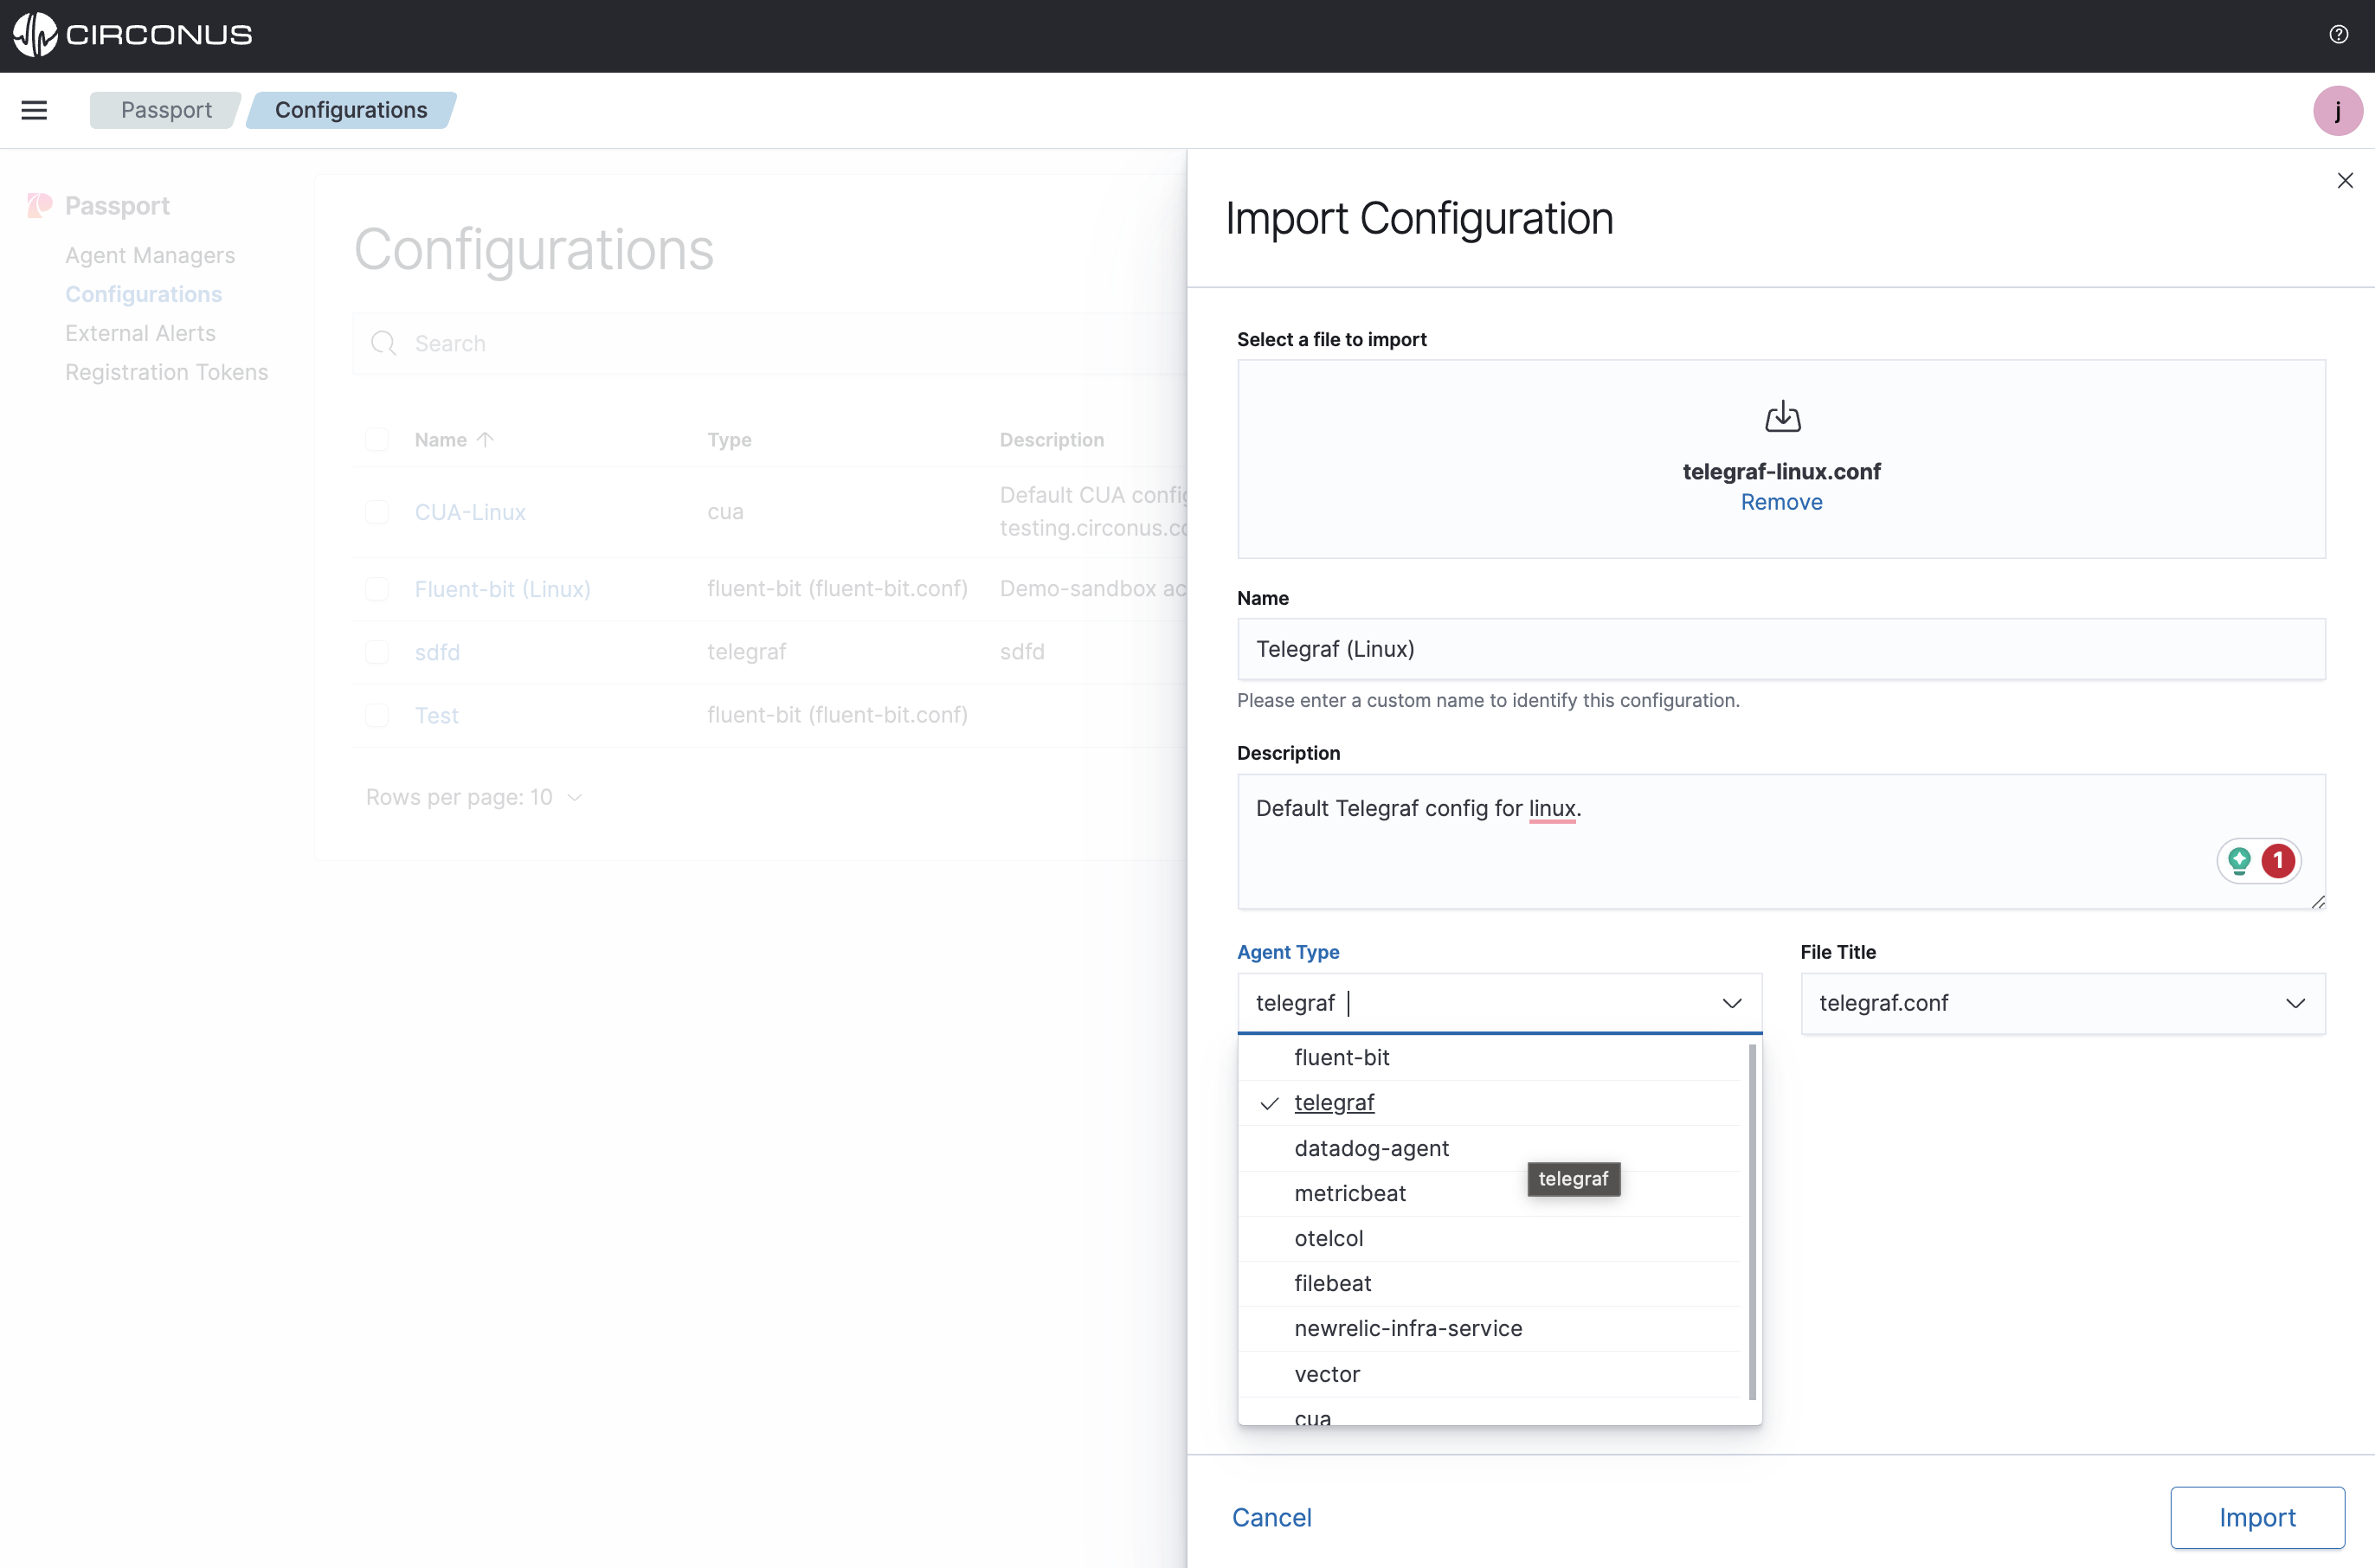 CIRCONUS
Passport
Configurations
j
Passport
Agent Managers
Configurations
External Alerts
Registration Tokens
Configurations
Search
Name Type Description
CUA-Linux cua Default CUA config
testing.circonus.co
Fluent-bit (Linux) fluent-bit (fluent-bit.conf) Demo-sandbox ac
sdfd telegraf sdfd
Test fluent-bit (fluent-bit.conf)
Rows per page: 10
Import Configuration
Select a file to import
telegraf-linux.conf
Remove
Name
Telegraf (Linux)
Please enter a custom name to identify this configuration.
Description
Default Telegraf config for linux.
1
Agent Type
telegraf
File Title
telegraf.conf
fluent-bit
telegraf
datadog-agent
telegraf
metricbeat
otelcol
filebeat
newrelic-infra-service
vector
cua
Cancel
Import